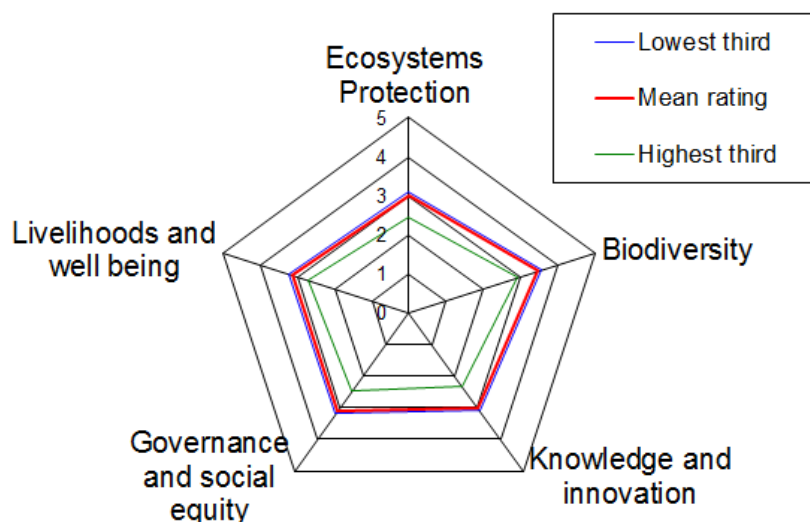 Lowest third
Mean rating
Highest third
Ecosystems
Protection
5
4
3
2
1
0
Livelihoods and
well being
Biodiversity
Governance
and social
equity
Knowledge and
innovation